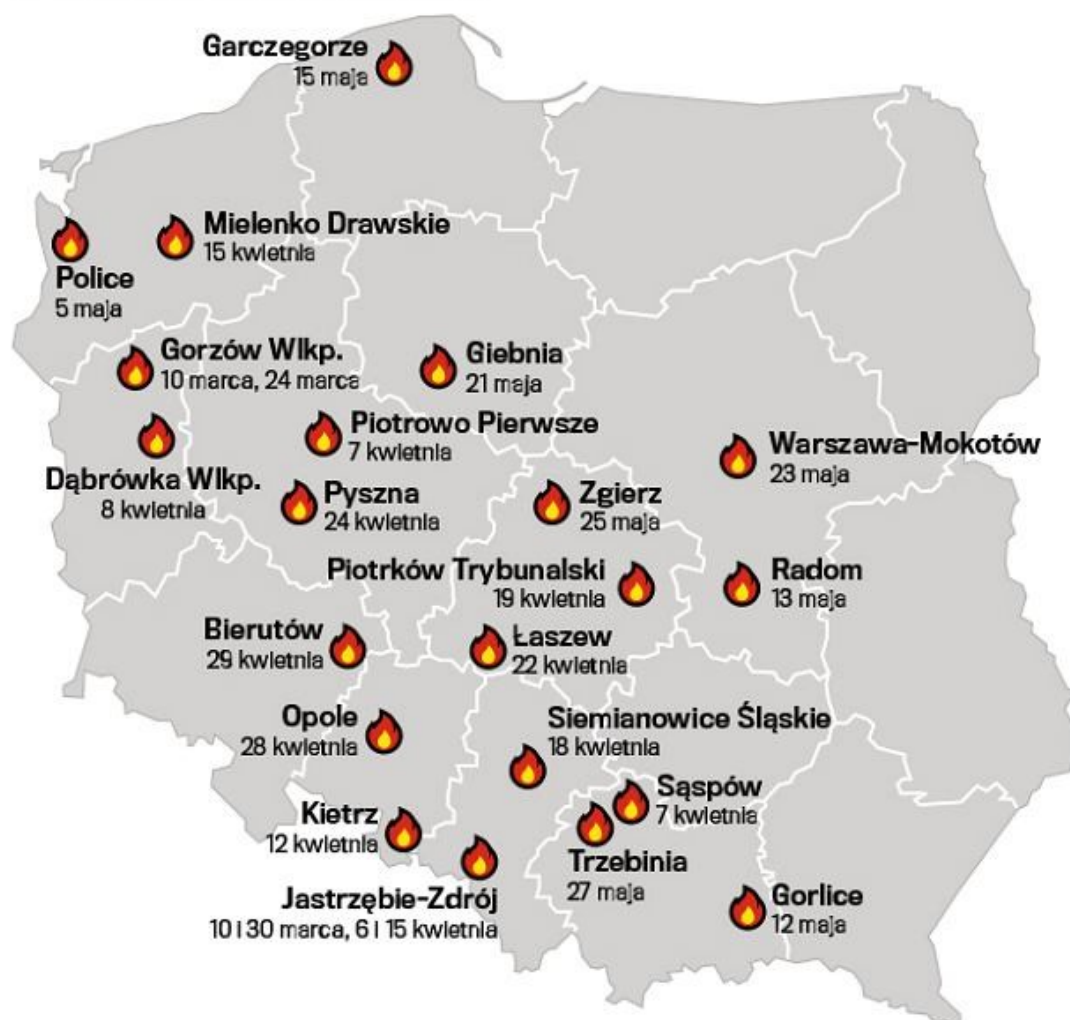 Garczegorze
15 maja
Mielenko Drawskie
15 kwietnia
Police
5 maja
Gorzów Wlkp.
10 marca, 24 marca
Giebnia
21 maja
Piotrowo Pierwsze
7 kwietnia
Warszawa-Mokotów
23 maja
Dąbrówka Wlkp.
8 kwietnia
Pyszna
24 kwietnia
Zgierz
25 maja
Piotrków Trybunalski
19 kwietnia
Radom
13 maja
Bierutów
29 kwietnia
Łaszew
22 kwietnia
Opole
28 kwietnia
Siemianowice Śląskie
18 kwietnia
Sąspów
7 kwietnia
Kietrz
12 kwietnia
Trzebinia
27 maja
Jastrzębie-Zdrój
10 i 30 marca, 6 i 15 kwietnia
Gorlice
12 maja